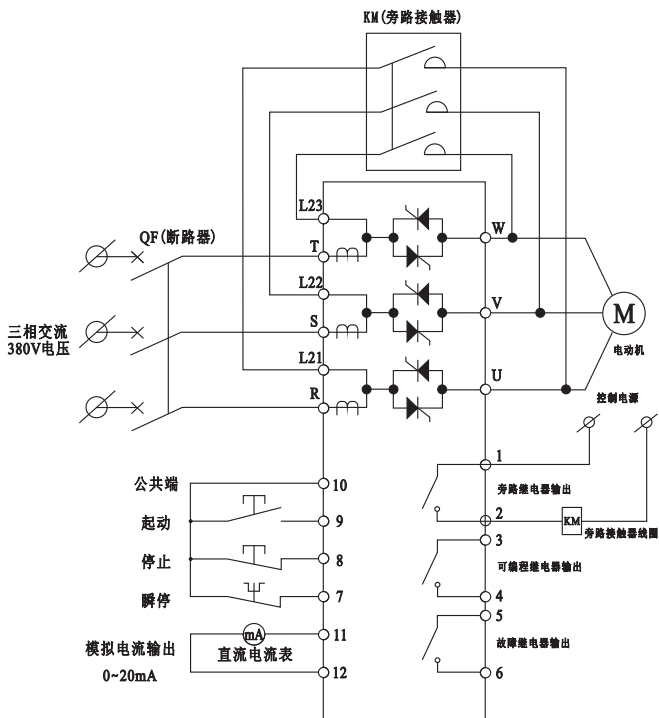 KM(旁路接触器)
L23
W
QF(断路器)
T
L22
三相交流
380V电压
S
V
M
电动机
L21
R
U
控制电源
1
公共端
10
旁路继电器输出
起动
9
2
KM
旁路接触器线圈
3
停止
8
可编程继电器输出
瞬停
7
4
5
模拟电流输出
0~20mA
mA
11
直流电流表
故障继电器输出
12
6